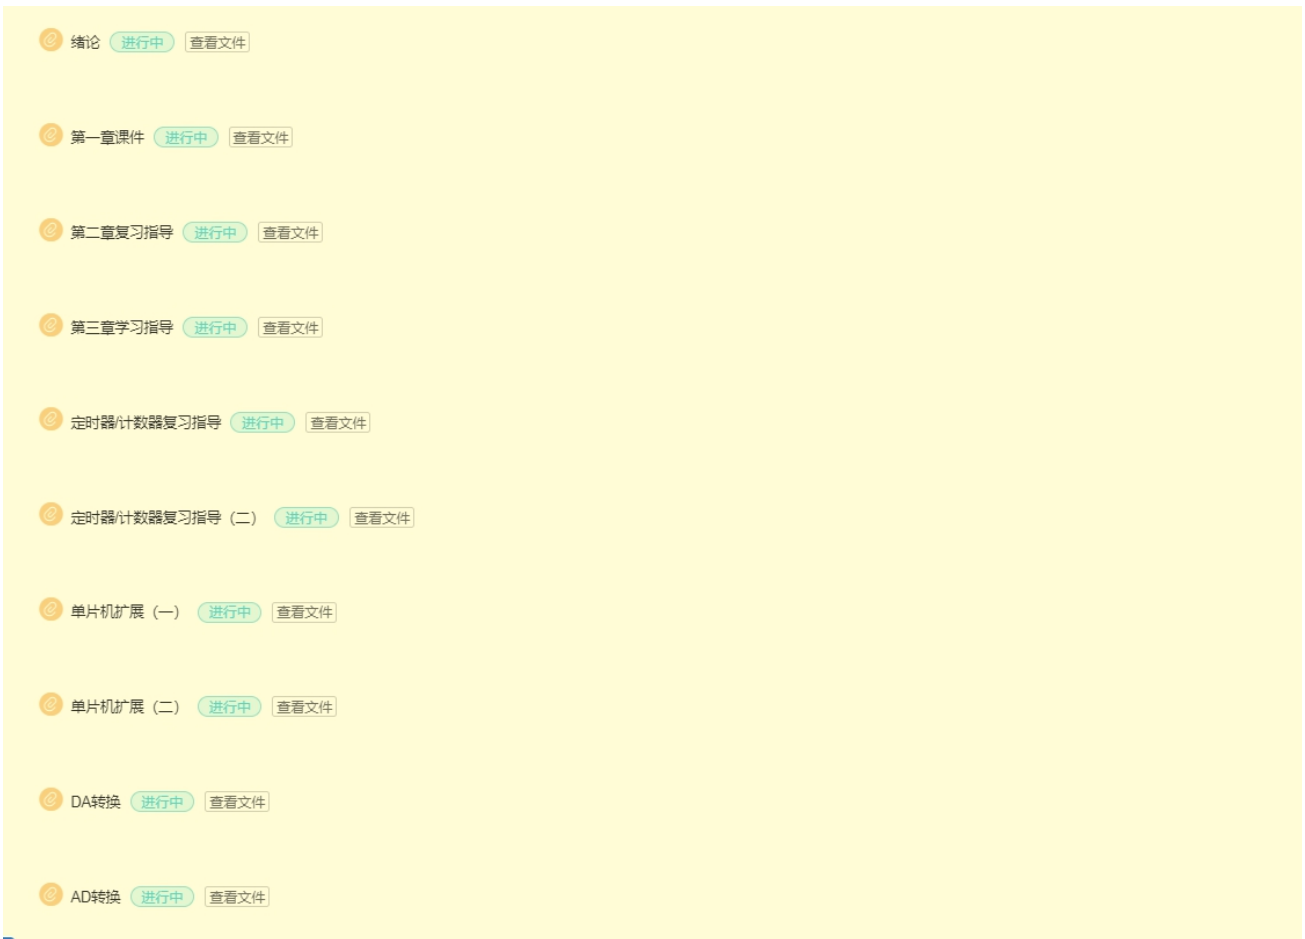 绪论 进行中 查看文件
第一章课件 进行中 查看文件
第二章复习指导 进行中 查看文件
第三章学习指导 进行中 查看文件
定时器/计数器复习指导 进行中 查看文件
定时器/计数器复习指导（二） 进行中 查看文件
单片机扩展（一） 进行中 查看文件
单片机扩展（二） 进行中 查看文件
DA转换 进行中 查看文件
AD转换 进行中 查看文件